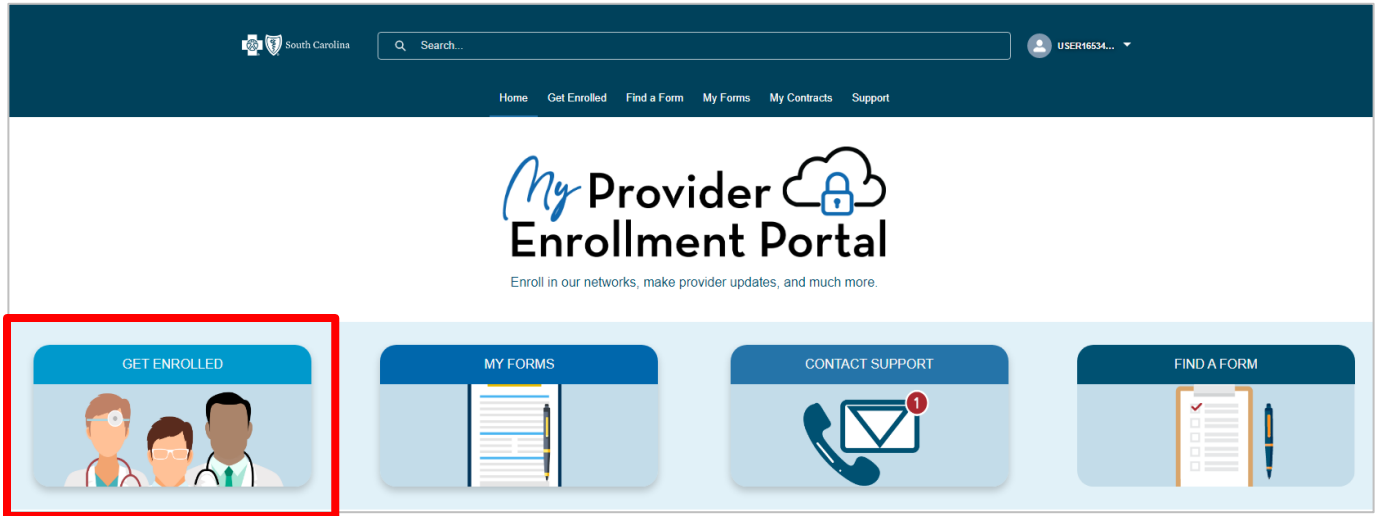 South Carolina
Search...
USER16534...
Home Get Enrolled Find a Form My Forms My Contracts Support
My Provider
Enrollment Portal
Enroll in our networks, make provider updates, and much more.
GET ENROLLED
MY FORMS
CONTACT SUPPORT
FIND A FORM
1